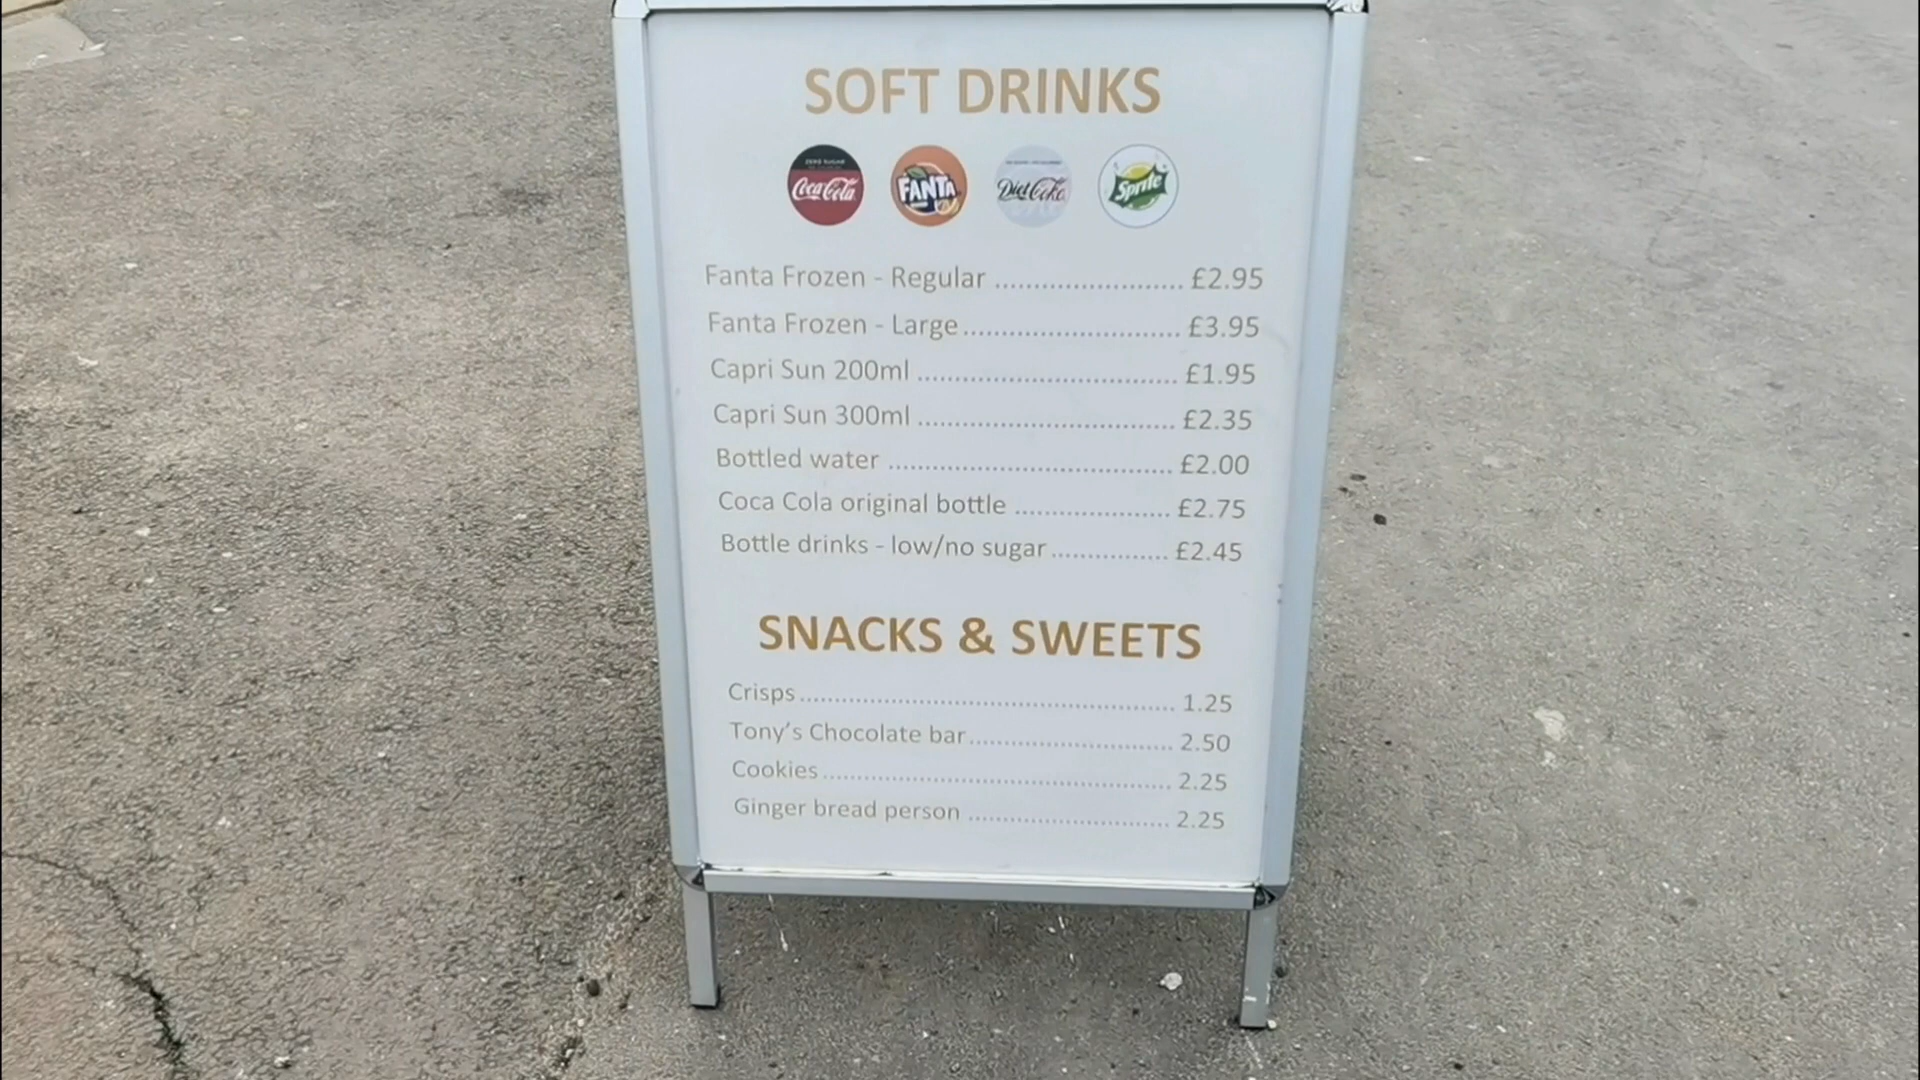 SOFT DRINKS
ZERO SUGAR
Coca-Cola FANTA Diet Coke Sprite
Fanta Frozen - Regular ........................ £2.95
Fanta Frozen - Large ............................ £3.95
Capri Sun 200ml .................................. £1.95
Capri Sun 300ml .................................. £2.35
Bottled water ..................................... £2.00
Coca Cola original bottle .................... £2.75
Bottle drinks - low/no sugar ............... £2.45
SNACKS & SWEETS
Crisps ................................................. 1.25
Tony's Chocolate bar ........................... 2.50
Cookies .............................................. 2.25
Ginger bread person ........................... 2.25